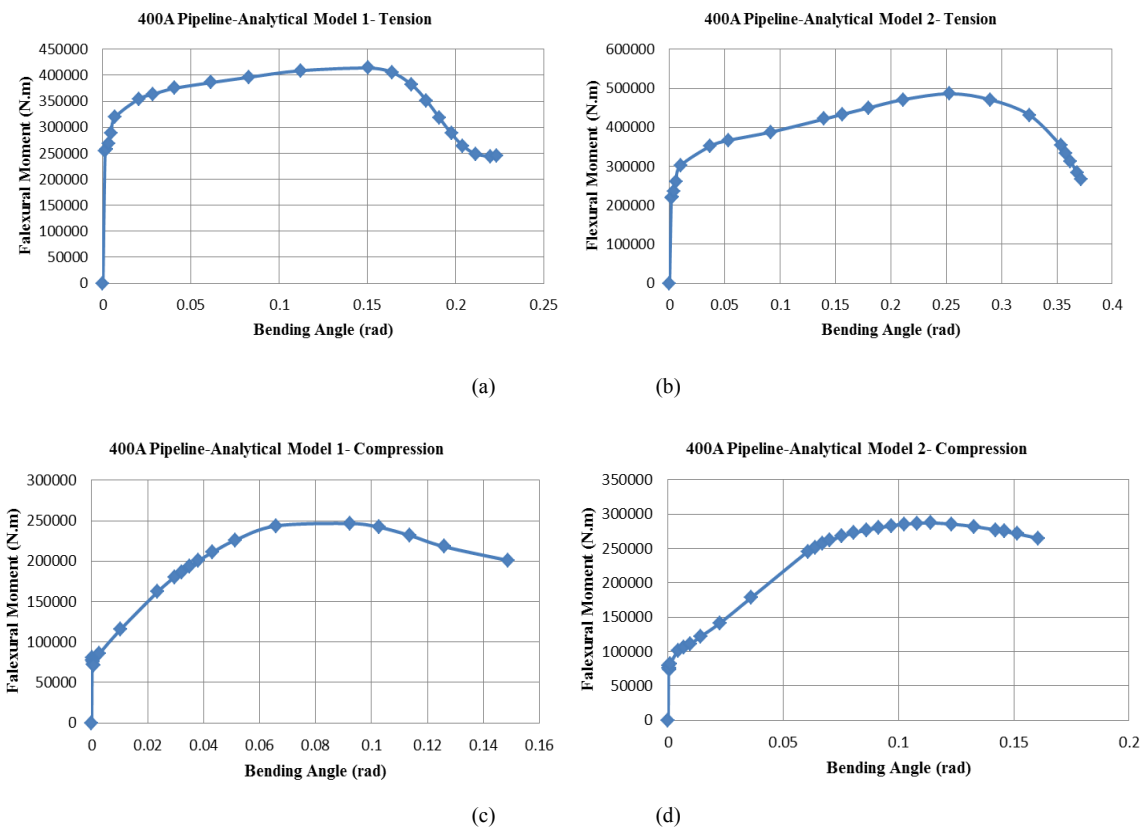 400A Pipeline-Analytical Model 1- Tension
450000
400000
350000
300000
250000
200000
150000
100000
50000
0
Falexural Moment (N.m)
0 0.05 0.1 0.15 0.2 0.25
Bending Angle (rad)
(a)
400A Pipeline-Analytical Model 2- Tension
600000
500000
400000
300000
200000
100000
0
Flexural Moment (N.m)
0 0.05 0.1 0.15 0.2 0.25 0.3 0.35 0.4
Bending Angle (rad)
(b)
400A Pipeline-Analytical Model 1- Compression
300000
250000
200000
150000
100000
50000
0
Falexural Moment (N.m)
0 0.02 0.04 0.06 0.08 0.1 0.12 0.14 0.16
Bending Angle (rad)
(c)
400A Pipeline-Analytical Model 2- Compression
350000
300000
250000
200000
150000
100000
50000
0
Falexural Moment (N.m)
0 0.05 0.1 0.15 0.2
Bending Angle (rad)
(d)